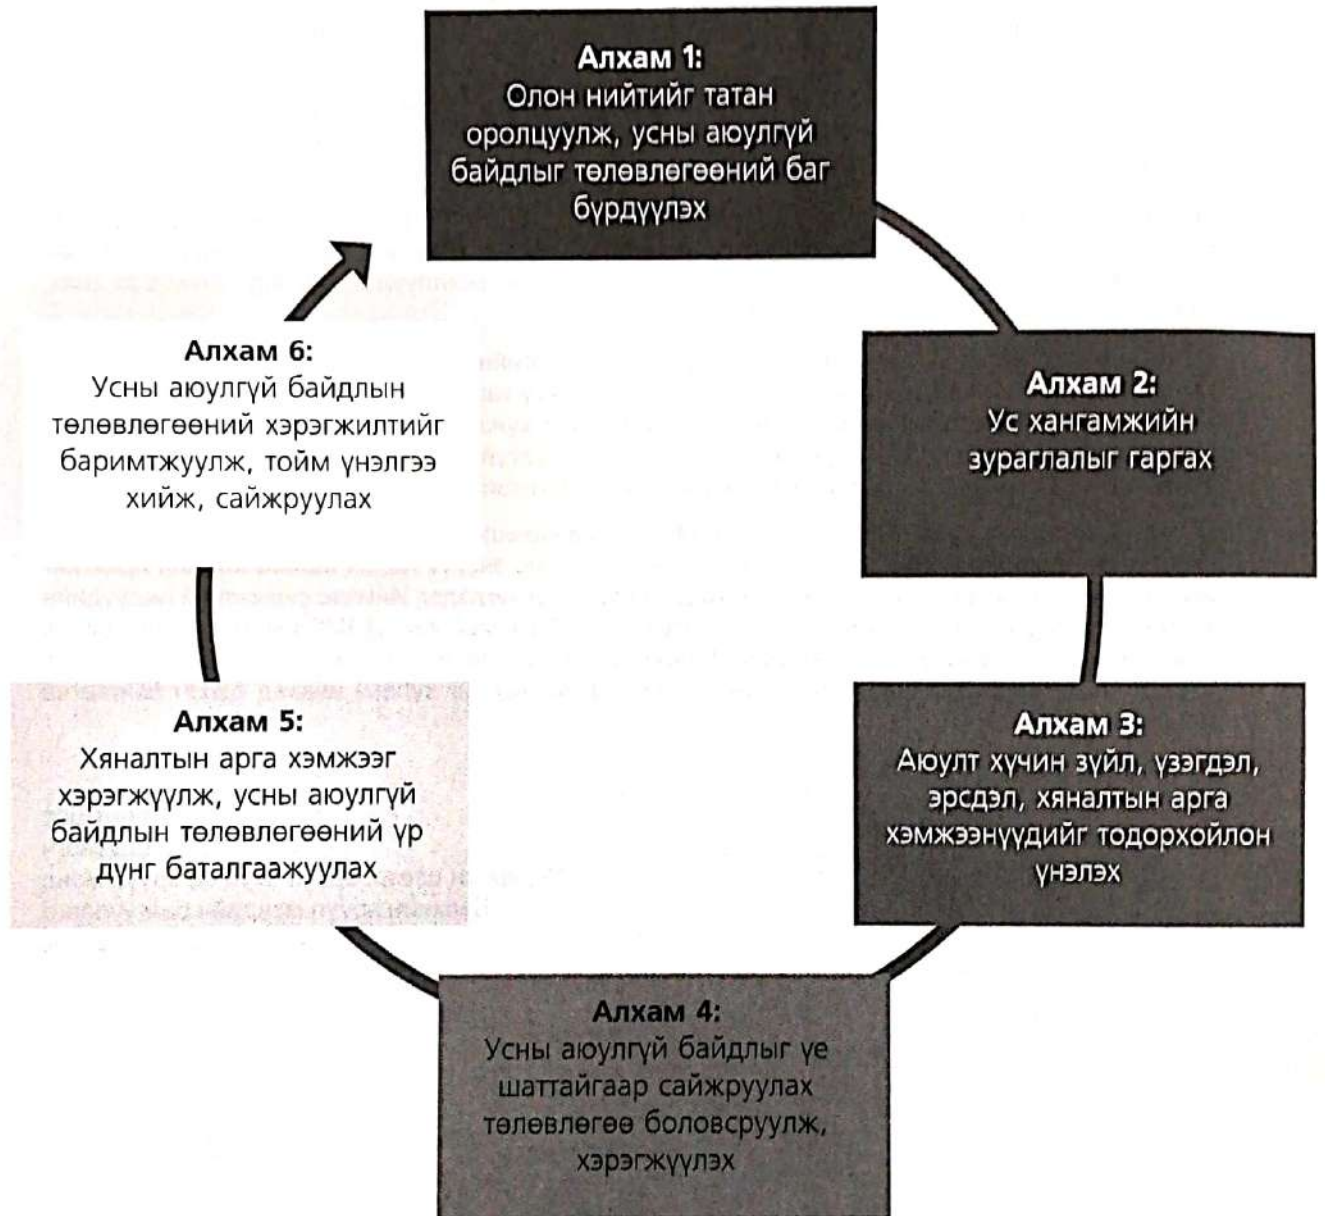 Алхам 1:
Олон нийтийг татан
оролцуулж, усны аюулгүй
байдлыг төлөвлөгөөний баг
бүрдүүлэх
Алхам 2:
Ус хангамжийн
зураглалыг гаргах
Алхам 3:
Аюулт хүчин зүйл, үзэгдэл,
эрсдэл, хяналтын арга
хэмжээнүүдийг тодорхойлон
үнэлэх
Алхам 4:
Усны аюулгүй байдлыг үе
шаттайгаар сайжруулах
төлөвлөгөө боловсруулж,
хэрэгжүүлэх
Алхам 5:
Хяналтын арга хэмжээг
хэрэгжүүлж, усны аюулгүй
байдлын төлөвлөгөөний үр
дүнг баталгаажуулах
Алхам 6:
Усны аюулгүй байдлын
төлөвлөгөөний хэрэгжилтийг
баримтжуулж, тойм үнэлгээ
хийж, сайжруулах